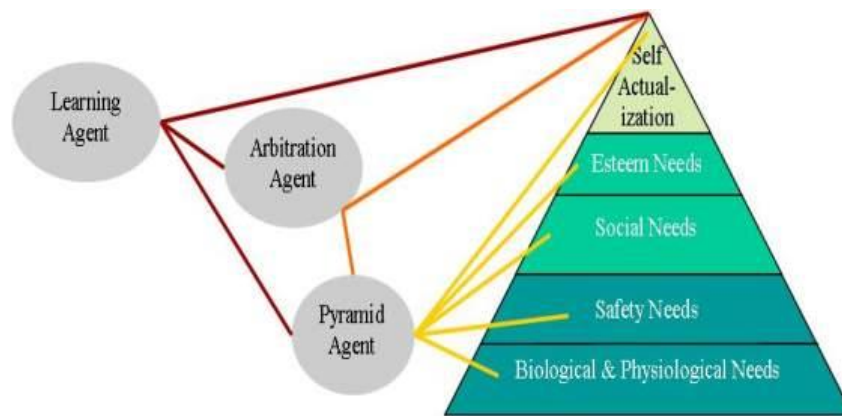 Learning
Agent
Arbitration
Agent
Pyramid
Agent
Self
Actual-
ization
Esteem Needs
Social Needs
Safety Needs
Biological & Physiological Needs